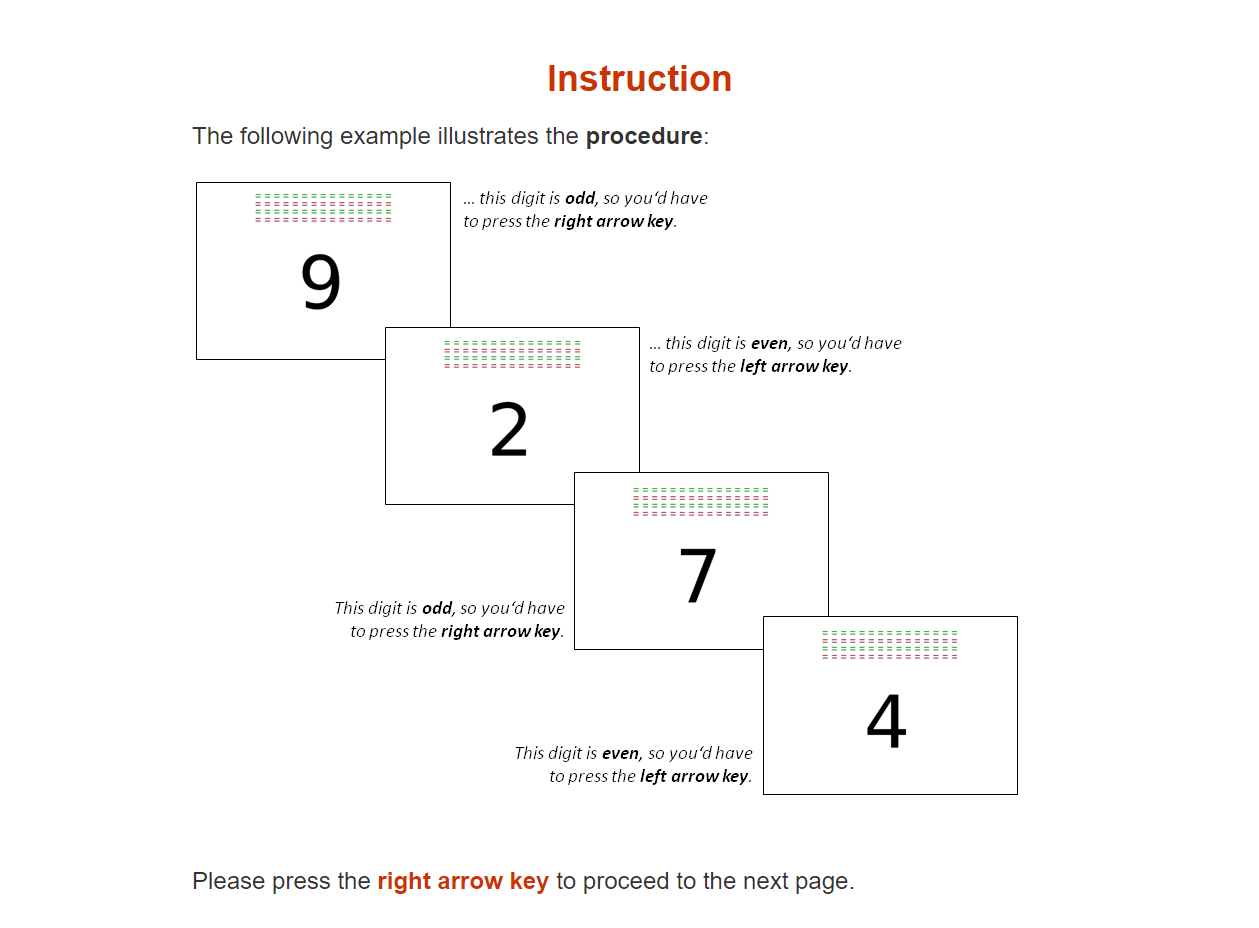 Instruction
The following example illustrates the procedure:
= = = = = = = = = = = = = = =
= = = = = = = = = = = = = = =
= = = = = = = = = = = = = = =
= = = = = = = = = = = = = = =
9
... this digit is odd, so you‘d have
to press the right arrow key.
= = = = = = = = = = = = = = =
= = = = = = = = = = = = = = =
= = = = = = = = = = = = = = =
= = = = = = = = = = = = = = =
2
... this digit is even, so you‘d have
to press the left arrow key.
= = = = = = = = = = = = = = =
= = = = = = = = = = = = = = =
= = = = = = = = = = = = = = =
= = = = = = = = = = = = = = =
7
This digit is odd, so you‘d have
to press the right arrow key.
= = = = = = = = = = = = = = =
= = = = = = = = = = = = = = =
= = = = = = = = = = = = = = =
= = = = = = = = = = = = = = =
4
This digit is even, so you‘d have
to press the left arrow key.
Please press the right arrow key to proceed to the next page.